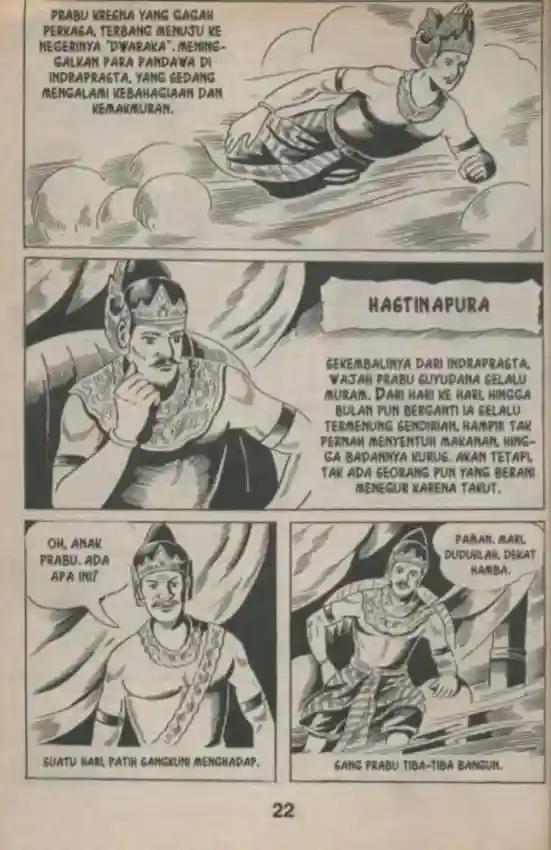 PRABU KRESNA YANG GAGAH
PERKASA, TERBANG MENUJU KE
NEGERINYA "DWARAKA". MENING-
GALKAN PARA PANDAWA DI
INDRAPRASTA, YANG SEDANG
MENGALAMI KEBAHAGIAAN DAN
KEMAKMURAN.
HASTINAPURA
SEKEMBALINYA DARI INDRAPRASTA,
WAJAH PRABU SUYUDANA SELALU
MURAM. DARI HARI KE HARI, HINGGA
BULAN PUN BERGANTI IA SELALU
TERMENUNG SENDIRIAN. HAMPIR TAK
PERNAH MENYENTUH MAKANAN, HING-
GA BADANNYA KURUS. AKAN TETAPI,
TAK ADA SEORANG PUN YANG BERANI
MENEGUR KARENA TAKUT.
OH, ANAK
PRABU. ADA
APA INI?
SUATU HARI, PATIH SANGKUNI MENGHADAP.
PAMAN. MARI,
DUDUKLAH, DEKAT
HAMBA.
SANG PRABU TIBA-TIBA BANGUN.
22